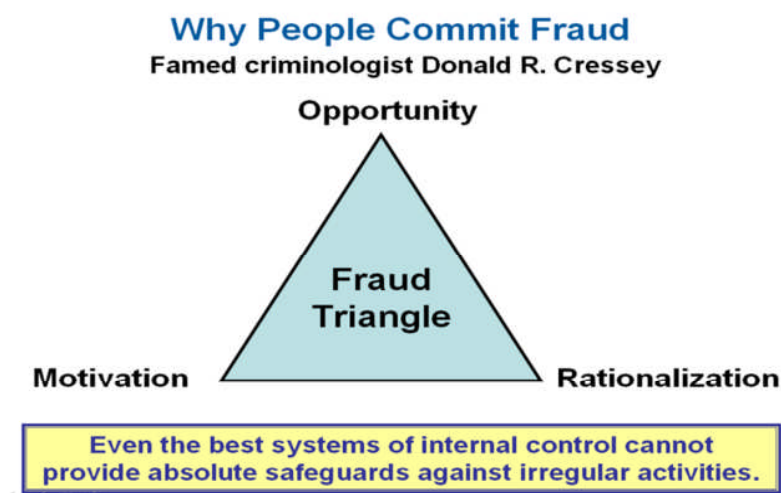 Why People Commit Fraud
Famed criminologist Donald R. Cressey
Opportunity
Fraud
Triangle
Motivation
Rationalization
Even the best systems of internal control cannot
provide absolute safeguards against irregular activities.